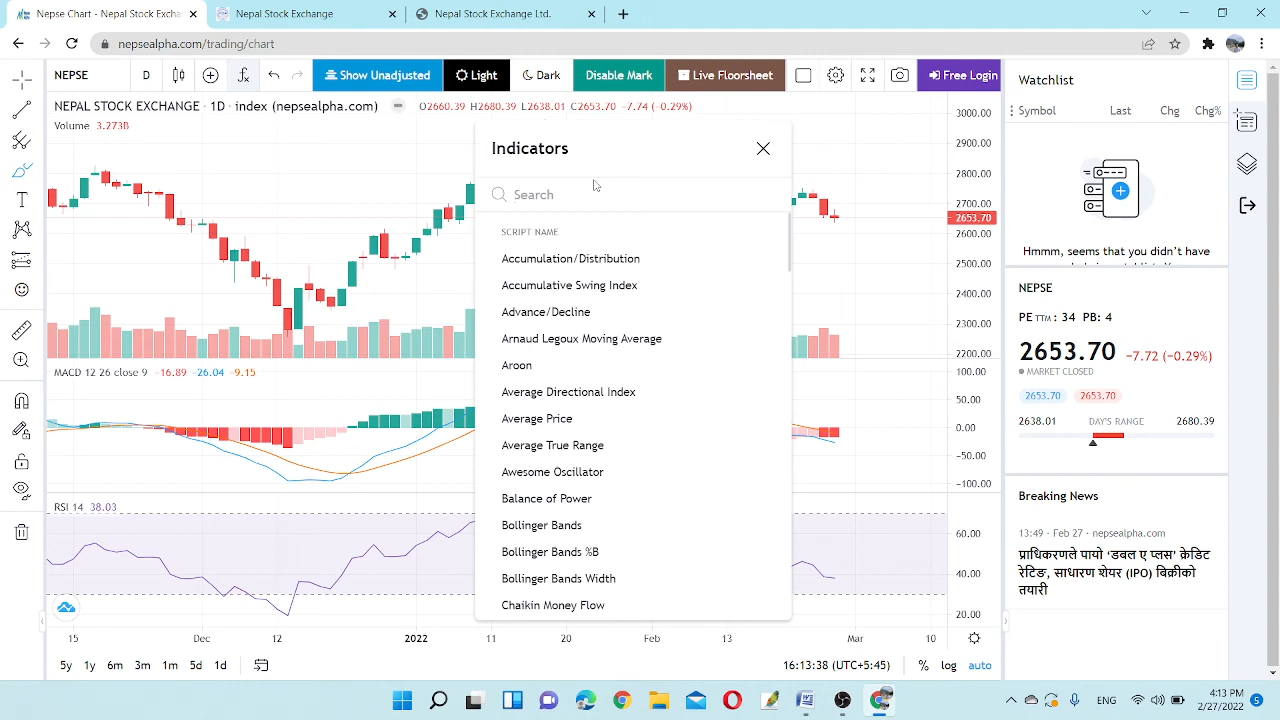 Nepse Chart - Nepal Stock Exchan
Nepal Stock Exchange
Nepal Stock Exchange Ltd.
nepsealpha.com/trading/chart
NEPSE D Show Unadjusted Light Dark Disable Mark Live Floorsheet Free Login
NEPAL STOCK EXCHANGE · 1D · index (nepsealpha.com) O2660.39 H2680.39 L2638.01 C2653.70 -7.74 (-0.29%)
Volume 3.273B
3000.00
2900.00
2800.00
2700.00
2653.70
2600.00
2500.00
2400.00
2300.00
2200.00
MACD 12 26 close 9 -16.89 -26.04 -9.15
100.00
50.00
0.00
-50.00
-100.00
RSI 14 38.03
60.00
40.00
20.00
15 Dec 12 2022 11 20 Feb 13 Mar 10
5y 1y 6m 3m 1m 5d 1d
16:13:38 (UTC+5:45) % log auto
Indicators
Search
SCRIPT NAME
Accumulation/Distribution
Accumulative Swing Index
Advance/Decline
Arnaud Legoux Moving Average
Aroon
Average Directional Index
Average Price
Average True Range
Awesome Oscillator
Balance of Power
Bollinger Bands
Bollinger Bands %B
Bollinger Bands Width
Chaikin Money Flow
Watchlist
Symbol Last Chg Chg%
Hmmm, seems that you didn't have
NEPSE
PE TTM : 34 PB: 4
2653.70 -7.72 (-0.29%)
MARKET CLOSED
2653.70 2653.70
2638.01 DAY'S RANGE 2680.39
Breaking News
13:49 - Feb 27 - nepsealpha.com
प्राधिकरणले पायो ‘डबल ए प्लस’ क्रेडिट
रेटिङ, साधारण शेयर (IPO) बिक्रीको
तयारी
ENG
4:13 PM
2/27/2022
5